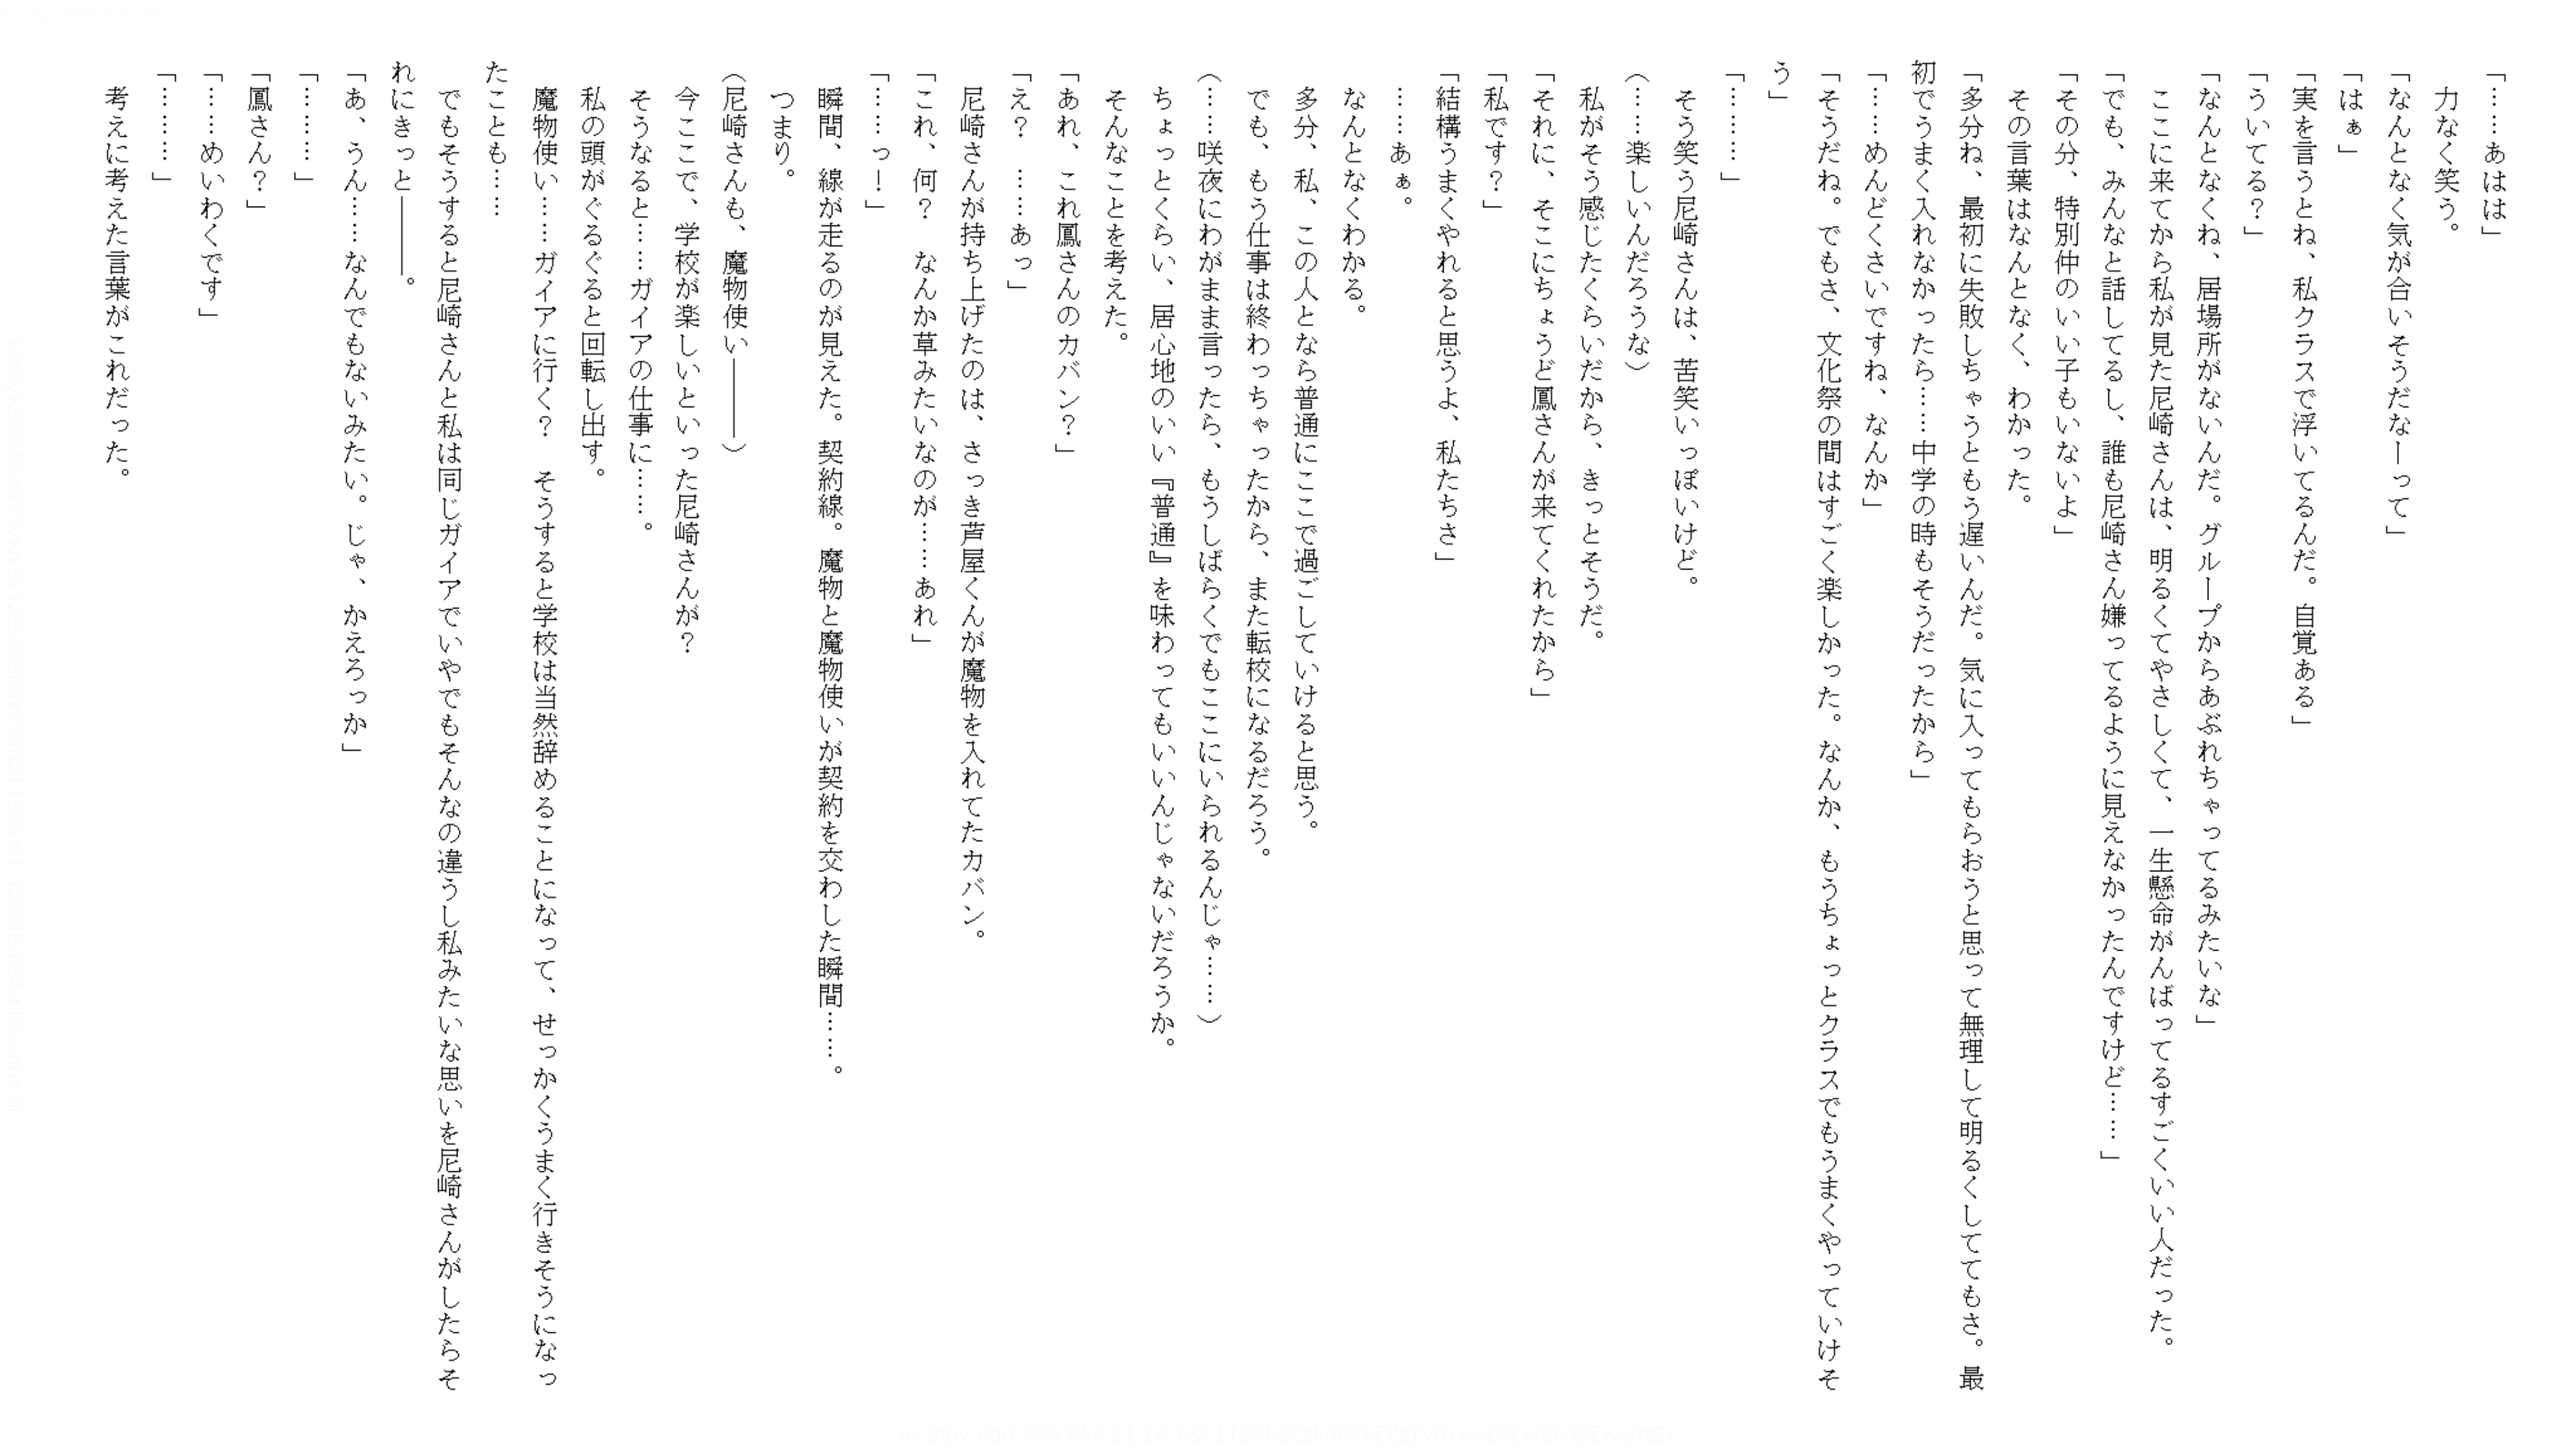 「……あはは」
　力なく笑う。
「なんとなく気が合いそうだなーって」
「はぁ」
「実を言うとね、私クラスで浮いてるんだ。自覚ある」
「ういてる？」
「なんとなくね、居場所がないんだ。グループからあぶれちゃってるみたいな」
　ここに来てから私が見た尼崎さんは、明るくてやさしくて、一生懸命がんばってるすごくいい人だった。
「でも、みんなと話してるし、誰も尼崎さん嫌ってるように見えなかったんですけど……」
「その分、特別仲のいい子もいないよ」
　その言葉はなんとなく、わかった。
「多分ね、最初に失敗しちゃうともう遅いんだ。気に入ってもらおうと思って無理して明るくしててもさ。最
初でうまく入れなかったら……中学の時もそうだったから」
「……めんどくさいですね、なんか」
「そうだね。でもさ、文化祭の間はすごく楽しかった。なんか、もうちょっとクラスでもうまくやっていけそ
う」
「………」
　そう笑う尼崎さんは、苦笑いっぽいけど。
（……楽しいんだろうな）
　私がそう感じたくらいだから、きっとそうだ。
「それに、そこにちょうど鳳さんが来てくれたから」
「私です？」
「結構うまくやれると思うよ、私たちさ」
　……あぁ。
　なんとなくわかる。
　多分、私、この人となら普通にここで過ごしていけると思う。
　でも、もう仕事は終わっちゃったから、また転校になるだろう。
（……咲夜にわがまま言ったら、もうしばらくでもここにいられるんじゃ……）
　ちょっとくらい、居心地のいい『普通』を味わってもいいんじゃないだろうか。
　そんなことを考えた。
「あれ、これ鳳さんのカバン？」
「え？　……あっ」
　尼崎さんが持ち上げたのは、さっき芦屋くんが魔物を入れてたカバン。
「これ、何？　なんか草みたいなのが……あれ」
「……っ！」
　瞬間、線が走るのが見えた。契約線。魔物と魔物使いが契約を交わした瞬間……。
　つまり。
（尼崎さんも、魔物使い―――）
　今ここで、学校が楽しいといった尼崎さんが？
　そうなると……ガイアの仕事に……。
　私の頭がぐるぐると回転し出す。
　魔物使い……ガイアに行く？　そうすると学校は当然辞めることになって、せっかくうまく行きそうになっ
たことも……
　でもそうすると尼崎さんと私は同じガイアでいやでもそんなの違うし私みたいな思いを尼崎さんがしたらそ
れにきっと―――。
「あ、うん……なんでもないみたい。じゃ、かえろっか」
「………」
「鳳さん？」
「……めいわくです」
「………」
　考えに考えた言葉がこれだった。